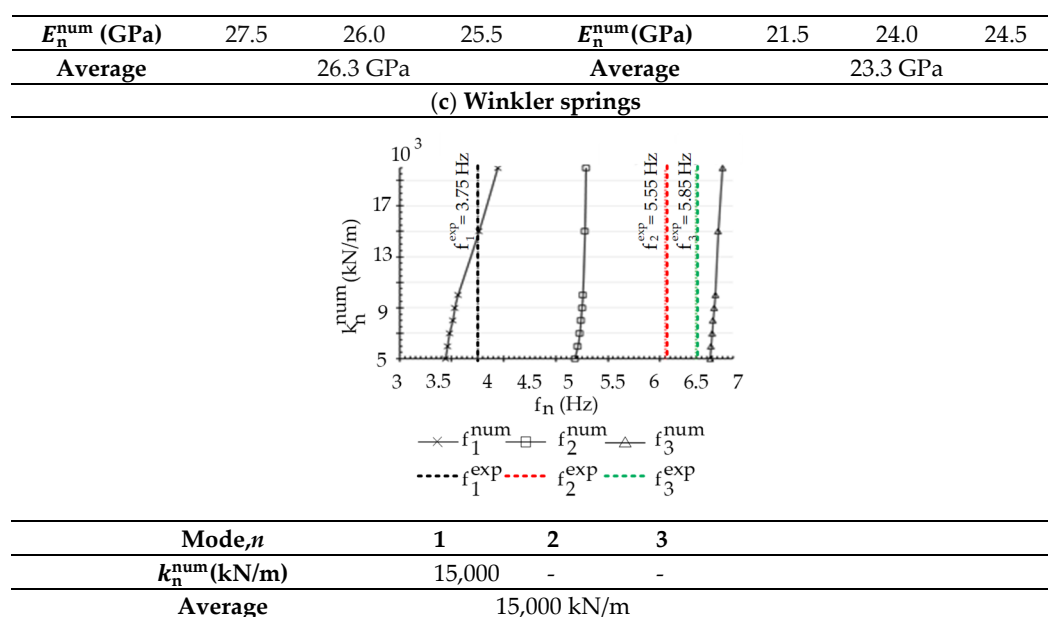 E_n^num (GPa) 27.5 26.0 25.5 E_n^num(GPa) 21.5 24.0 24.5
Average 26.3 GPa Average 23.3 GPa
(c) Winkler springs
10^3
17
13
9
5
k_n^num(kN/m)
f_1^exp = 3.75 Hz
f_2^exp = 5.55 Hz
f_3^exp = 5.85 Hz
3 3.5 4 4.5 5 5.5 6 6.5 7
f_n (Hz)
f_1^num f_2^num f_3^num
f_1^exp f_2^exp f_3^exp
Mode,n 1 2 3
k_n^num(kN/m) 15,000 - -
Average 15,000 kN/m